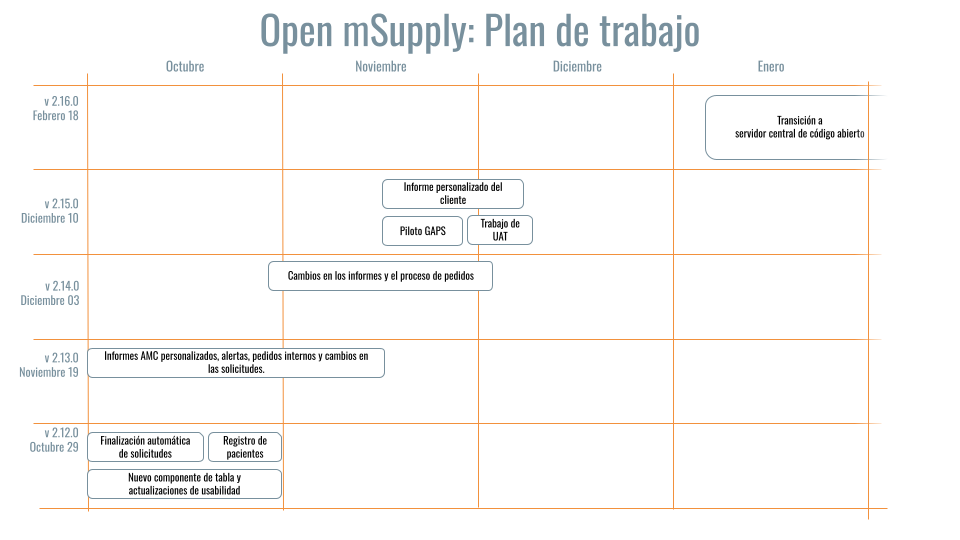 Open mSupply: Plan de trabajo
Octubre
Noviembre
Diciembre
Enero
v 2.16.0
Febrero 18
Transición a
servidor central de código abierto
v 2.15.0
Diciembre 10
Informe personalizado del
cliente
Piloto GAPS
Trabajo de
UAT
v 2.14.0
Diciembre 03
Cambios en los informes y el proceso de pedidos
v 2.13.0
Noviembre 19
Informes AMC personalizados, alertas, pedidos internos y cambios en
las solicitudes.
v 2.12.0
Octubre 29
Finalización automática
de solicitudes
Registro de
pacientes
Nuevo componente de tabla y
actualizaciones de usabilidad